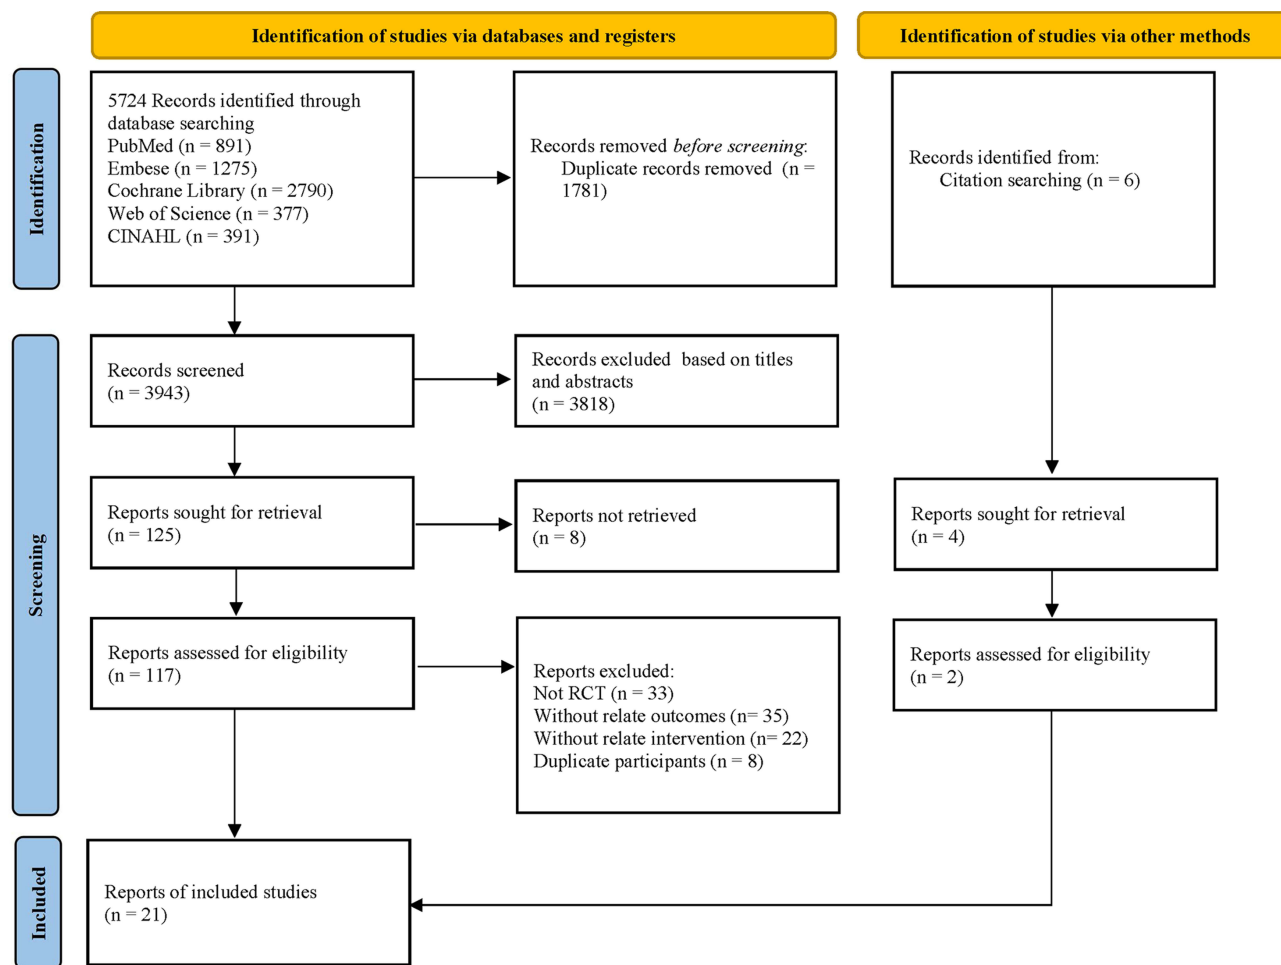 Identification of studies via databases and registers
Identification of studies via other methods
Identification
5724 Records identified through
database searching
PubMed (n = 891)
Embese (n = 1275)
Cochrane Library (n = 2790)
Web of Science (n = 377)
CINAHL (n = 391)
Records removed before screening:
Duplicate records removed (n =
1781)
Records identified from:
Citation searching (n = 6)
Screening
Records screened
(n = 3943)
Records excluded based on titles
and abstracts
(n = 3818)
Reports sought for retrieval
(n = 125)
Reports not retrieved
(n = 8)
Reports sought for retrieval
(n = 4)
Reports assessed for eligibility
(n = 117)
Reports excluded:
Not RCT (n = 33)
Without relate outcomes (n= 35)
Without relate intervention (n= 22)
Duplicate participants (n = 8)
Reports assessed for eligibility
(n = 2)
Included
Reports of included studies
(n = 21)